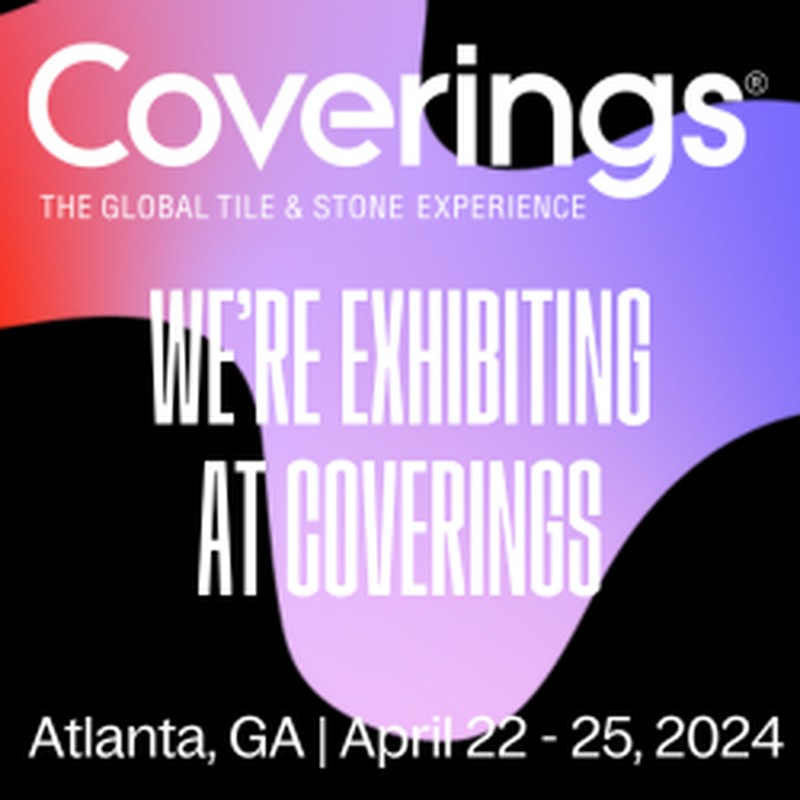 Coverings®
THE GLOBAL TILE & STONE EXPERIENCE
WE'RE EXHIBITING
AT COVERINGS
Atlanta, GA | April 22 - 25, 2024